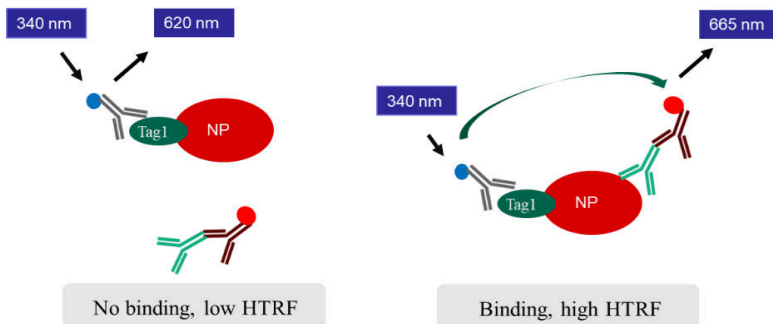 340 nm
620 nm
Tag1
NP
No binding, low HTRF
665 nm
340 nm
Tag1
NP
Binding, high HTRF